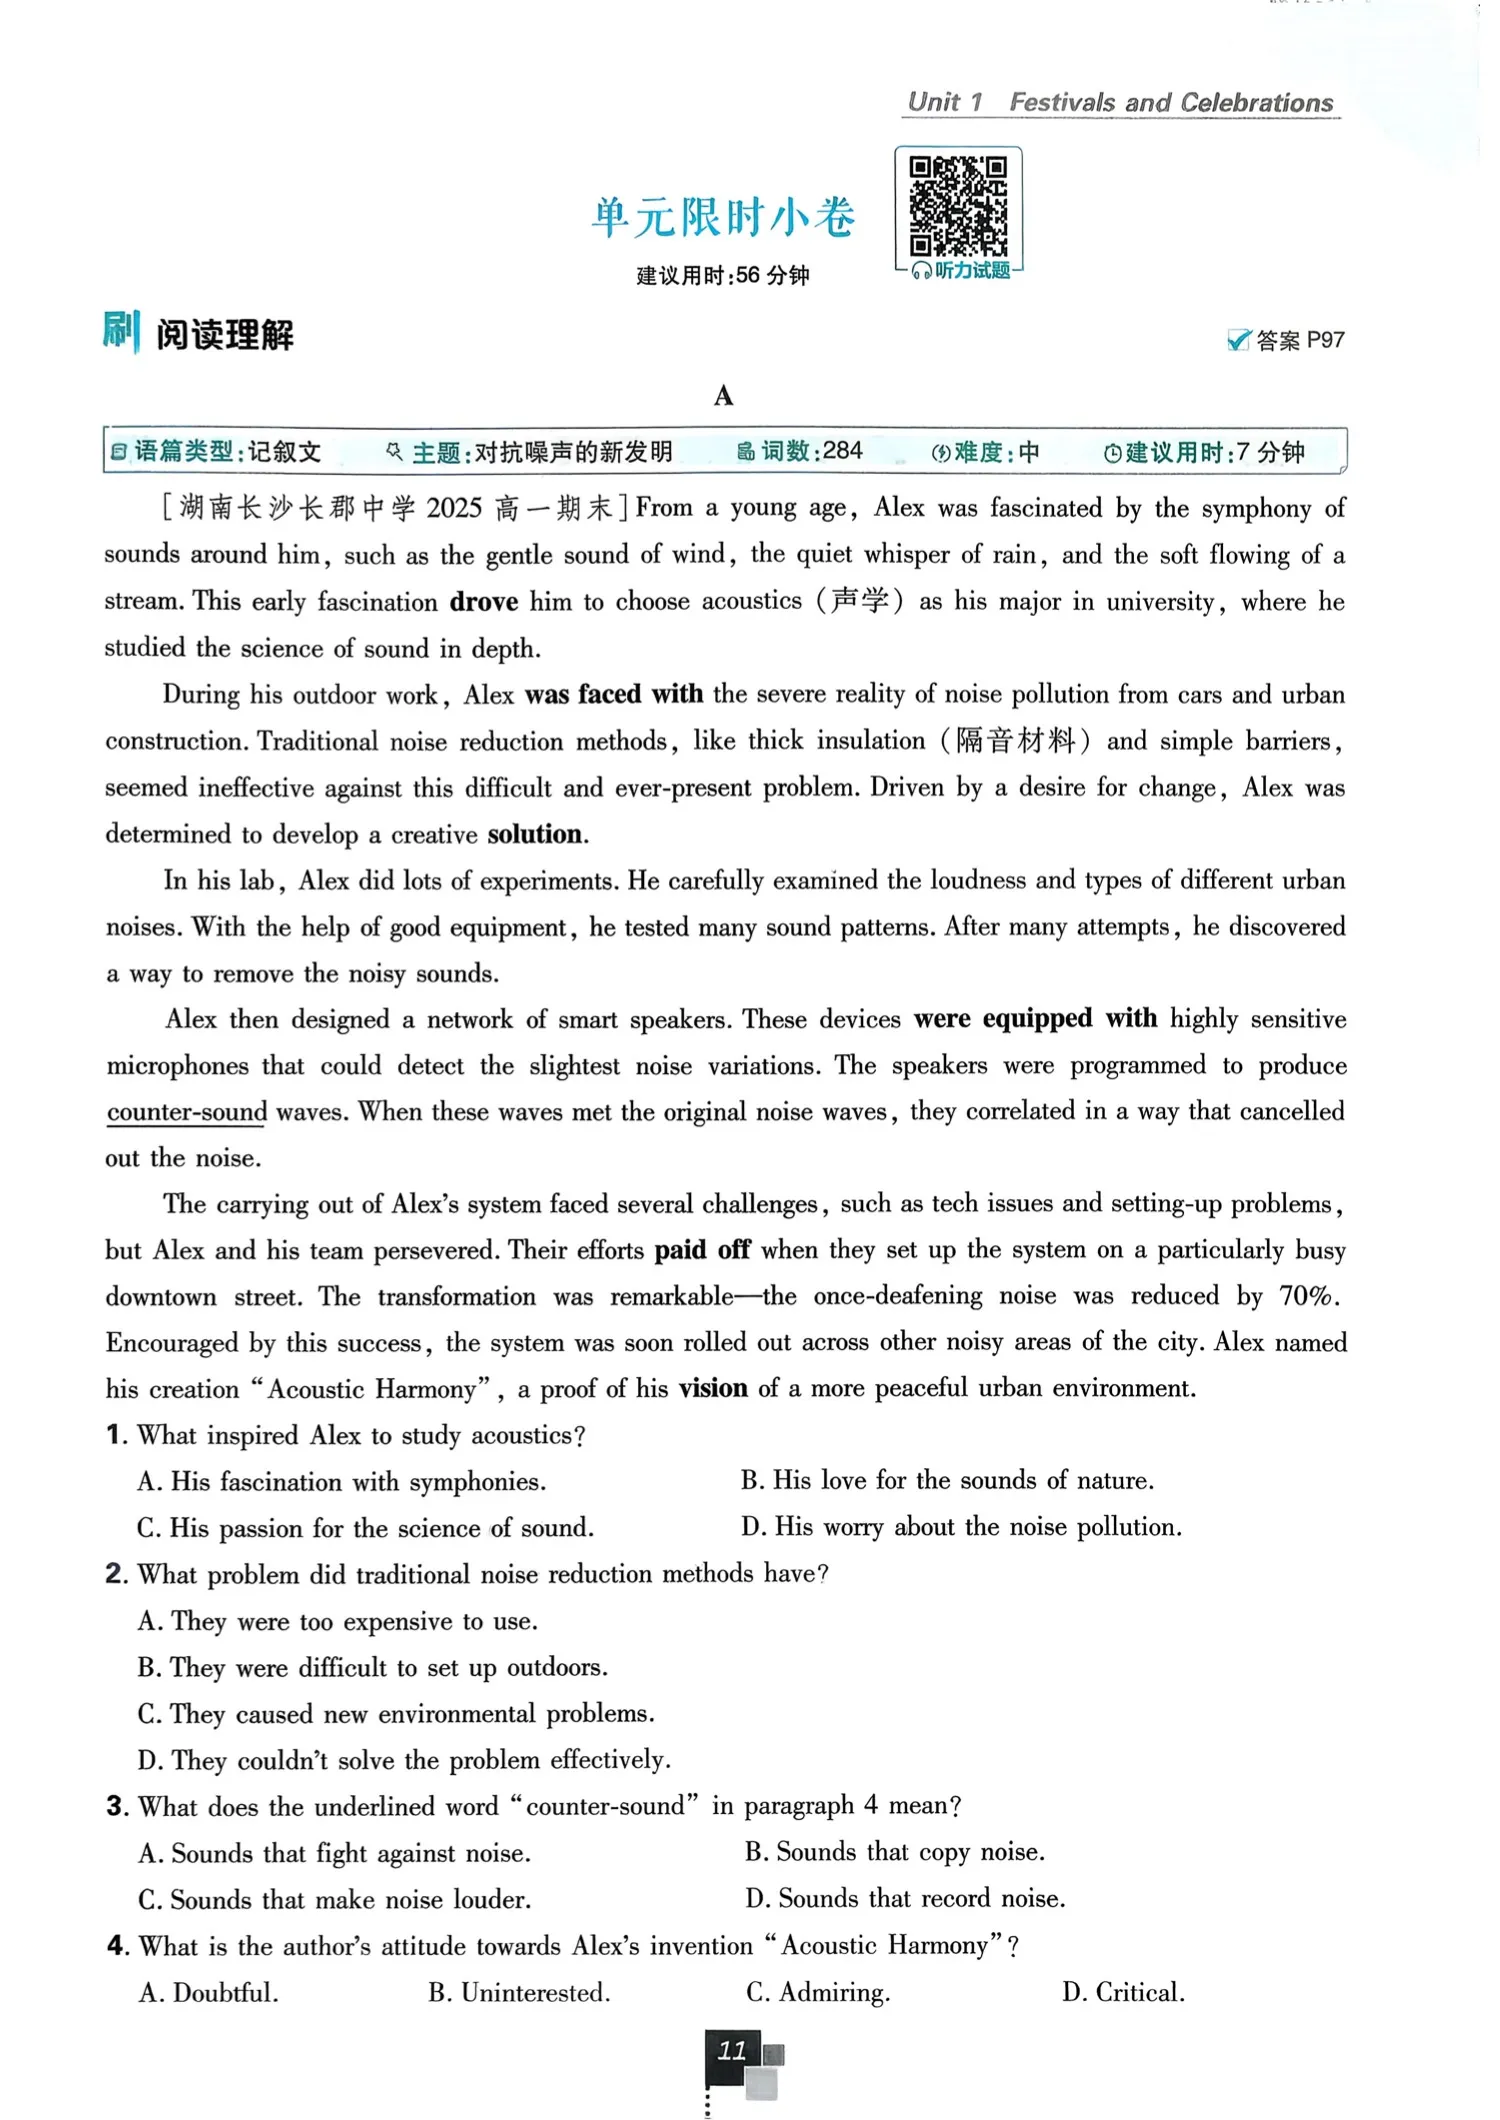 Unit 1 Festivals and Celebrations
单元限时小卷
听力试题
建议用时:56 分钟
刷 阅读理解
答案 P97
A
语篇类型:记叙文 主题:对抗噪声的新发明 词数:284 难度:中 建议用时:7 分钟
[湖南长沙长郡中学 2025 高一期末]From a young age, Alex was fascinated by the symphony of
sounds around him, such as the gentle sound of wind, the quiet whisper of rain, and the soft flowing of a
stream. This early fascination drove him to choose acoustics (声学) as his major in university, where he
studied the science of sound in depth.
During his outdoor work, Alex was faced with the severe reality of noise pollution from cars and urban
construction. Traditional noise reduction methods, like thick insulation (隔音材料) and simple barriers,
seemed ineffective against this difficult and ever-present problem. Driven by a desire for change, Alex was
determined to develop a creative solution.
In his lab, Alex did lots of experiments. He carefully examined the loudness and types of different urban
noises. With the help of good equipment, he tested many sound patterns. After many attempts, he discovered
a way to remove the noisy sounds.
Alex then designed a network of smart speakers. These devices were equipped with highly sensitive
microphones that could detect the slightest noise variations. The speakers were programmed to produce
counter-sound waves. When these waves met the original noise waves, they correlated in a way that cancelled
out the noise.
The carrying out of Alex's system faced several challenges, such as tech issues and setting-up problems,
but Alex and his team persevered. Their efforts paid off when they set up the system on a particularly busy
downtown street. The transformation was remarkable—the once-deafening noise was reduced by 70%.
Encouraged by this success, the system was soon rolled out across other noisy areas of the city. Alex named
his creation “Acoustic Harmony”, a proof of his vision of a more peaceful urban environment.
1. What inspired Alex to study acoustics?
A. His fascination with symphonies. B. His love for the sounds of nature.
C. His passion for the science of sound. D. His worry about the noise pollution.
2. What problem did traditional noise reduction methods have?
A. They were too expensive to use.
B. They were difficult to set up outdoors.
C. They caused new environmental problems.
D. They couldn't solve the problem effectively.
3. What does the underlined word “counter-sound” in paragraph 4 mean?
A. Sounds that fight against noise. B. Sounds that copy noise.
C. Sounds that make noise louder. D. Sounds that record noise.
4. What is the author's attitude towards Alex's invention “Acoustic Harmony”?
A. Doubtful. B. Uninterested. C. Admiring. D. Critical.
11